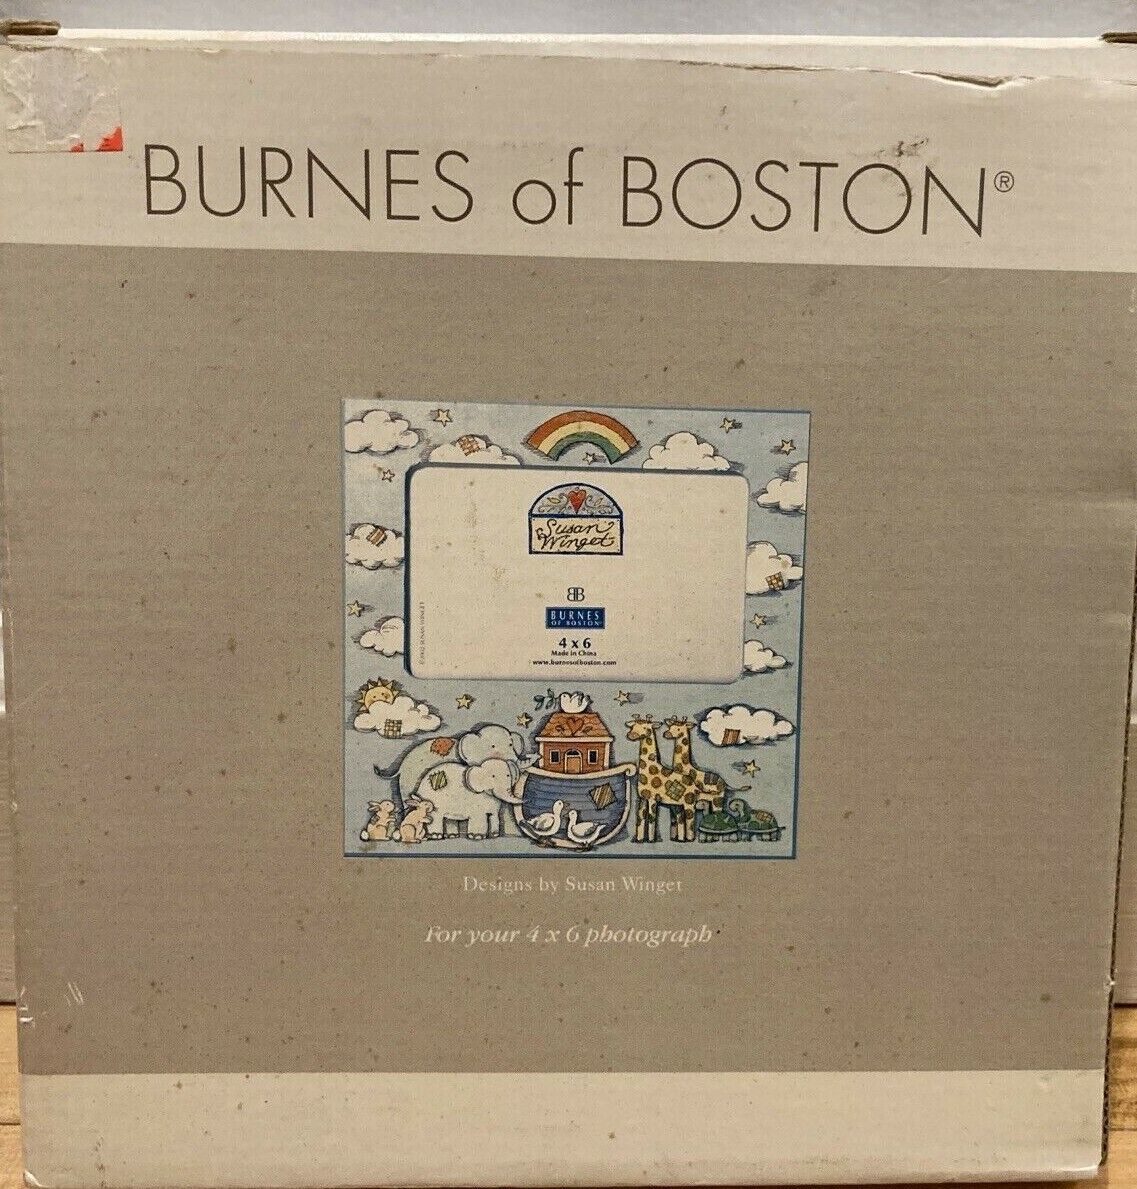 BURNES of BOSTON®
Susan
Winget
BB
BURNES
OF BOSTON®
4 x 6
Made in China
www.burnesofboston.com
Designs by Susan Winget
For your 4 x 6 photograph